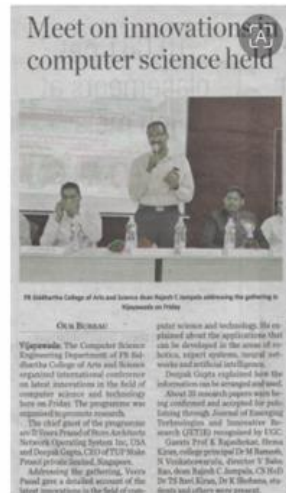 Meet on innovations in
computer science held
A
PB Siddhartha College of Arts and Science dean Rajesh C Jampala addressing the gathering in
Vijayawada on Friday
OUR BUREAU
Vijayawada: The Computer Science
Engineering Department of PB Sid-
dhartha College of Arts and Science
organised international conference
on latest innovations in the field of
computer science and technology
here on Friday. The programme was
organised to promote research.
The chief guest of the programme
Prasad of Store Architects
Network Operating System Inc, USA
and Deepak Gupta, CEO of TUP Make
Prasent private limited, Singapore.
Addressing the gathering, Veera
Pasad gave a detailed account of the
latest innovations in the field of com-
puter science and technology. He ex-
plained about the applications that
can be developed in the areas of ro-
botics, expert systems, neural net-
works and artificial intelligence.
Deepak Gupta explained how the
information can be arranged and used.
About 35 research papers were be-
ing confirmed and accepted for pub-
lishing through Journal of Emerging
Technologies and Innovative Re-
search (JETIR) recognised by UGC.
Guests Prof K Rajasekhar, Hema
Kiran, college principal Dr M Ramesh,
N Venkateswarulu, director V Babu
Rao, dean Rajesh C Jampala, CS HoD
Dr TS Ravi Kiran, Dr K Shobana, stu-
dents and others were present.